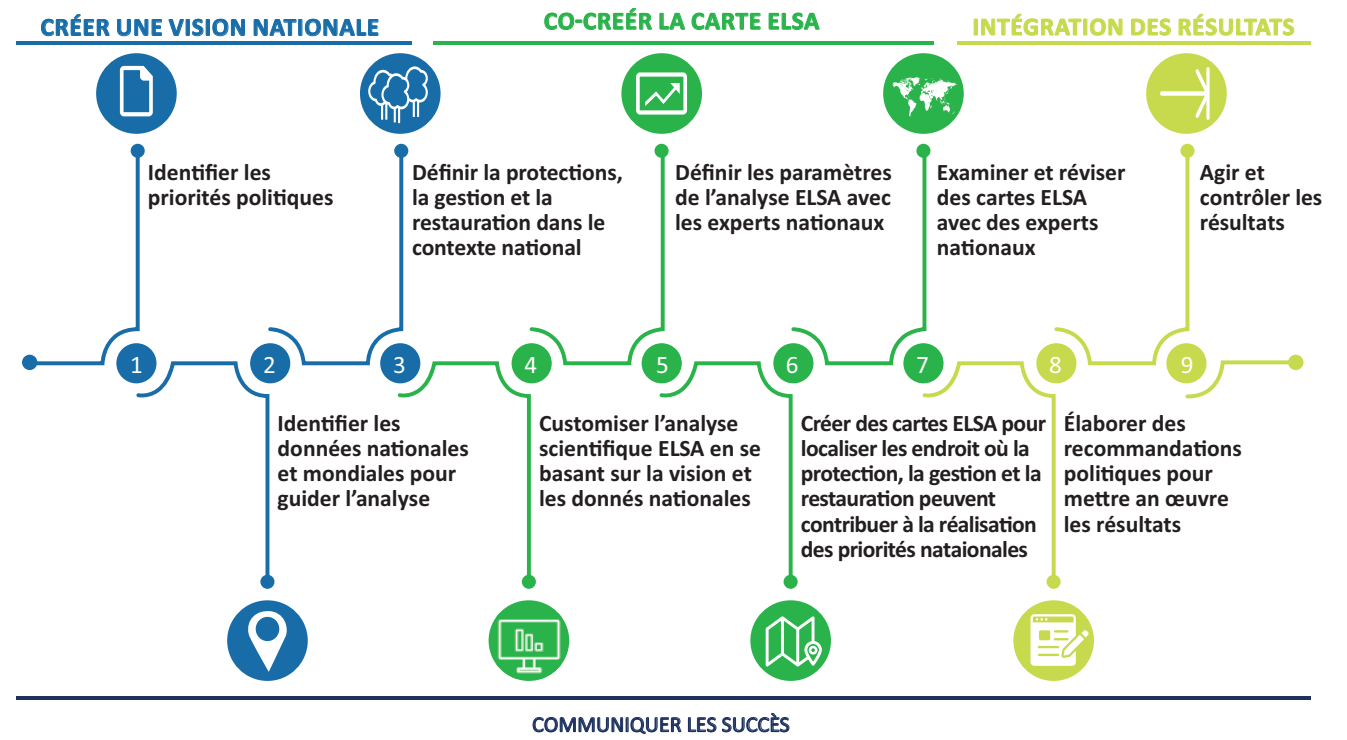 CRÉER UNE VISION NATIONALE
CO-CREÉR LA CARTE ELSA
INTÉGRATION DES RÉSULTATS
Identifier les
priorités politiques
Définir la protections,
la gestion et la
restauration dans le
contexte national
Définir les paramètres
de l’analyse ELSA avec
les experts nationaux
Examiner et réviser
des cartes ELSA
avec des experts
nationaux
Agir et
contrôler les
résultats
1
2
3
4
5
6
7
8
9
Identifier les
données nationales
et mondiales pour
guider l’analyse
Customiser l’analyse
scientifique ELSA en se
basant sur la vision et
les donnés nationales
Créer des cartes ELSA pour
localiser les endroit où la
protection, la gestion et la
restauration peuvent
contribuer à la réalisation
des priorités nataionales
Élaborer des
recommandations
politiques pour
mettre an œuvre
les résultats
COMMUNIQUER LES SUCCÈS